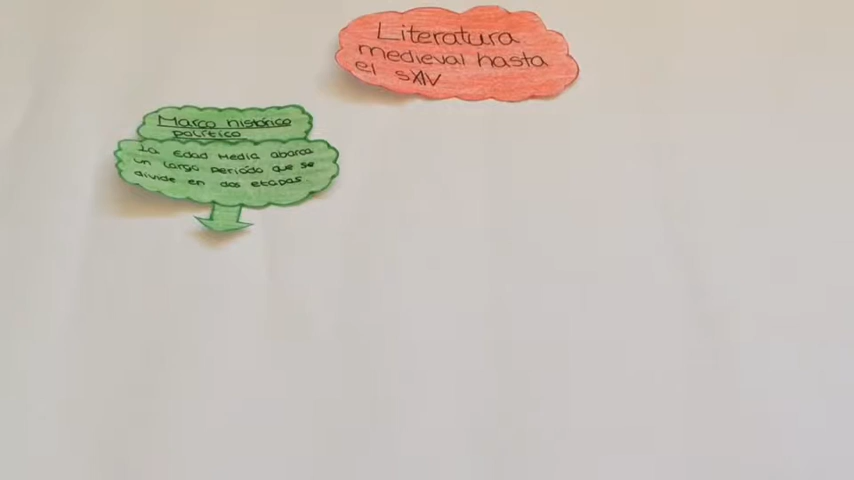 Literatura
medieval hasta
el sXIV
Marco histórico
político
La Edad Media abarca
un largo periodo que se
divide en dos etapas